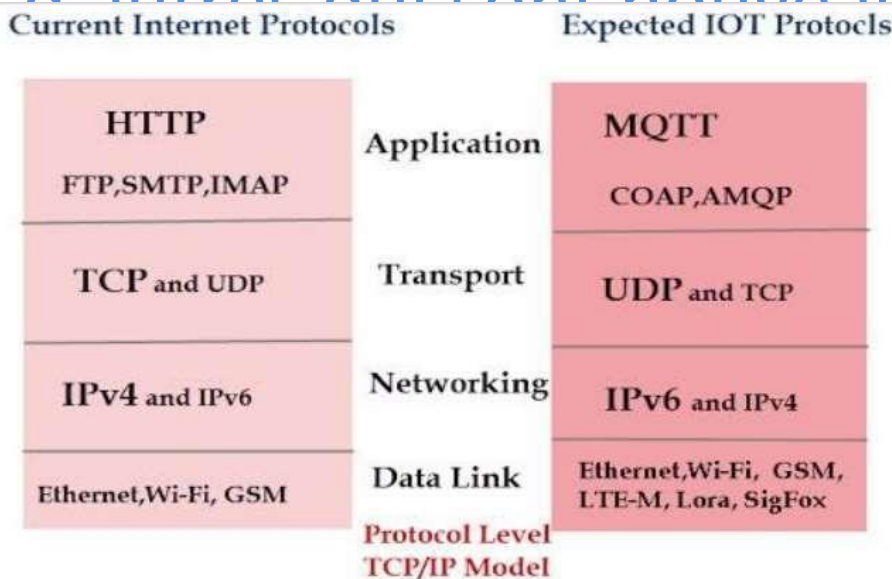 Current Internet Protocols
Expected IOT Protocls
HTTP
FTP,SMTP,IMAP
Application
MQTT
COAP,AMQP
TCP and UDP
Transport
UDP and TCP
IPv4 and IPv6
Networking
IPv6 and IPv4
Ethernet,Wi-Fi, GSM
Data Link
Ethernet,Wi-Fi, GSM,
LTE-M, Lora, SigFox
Protocol Level
TCP/IP Model